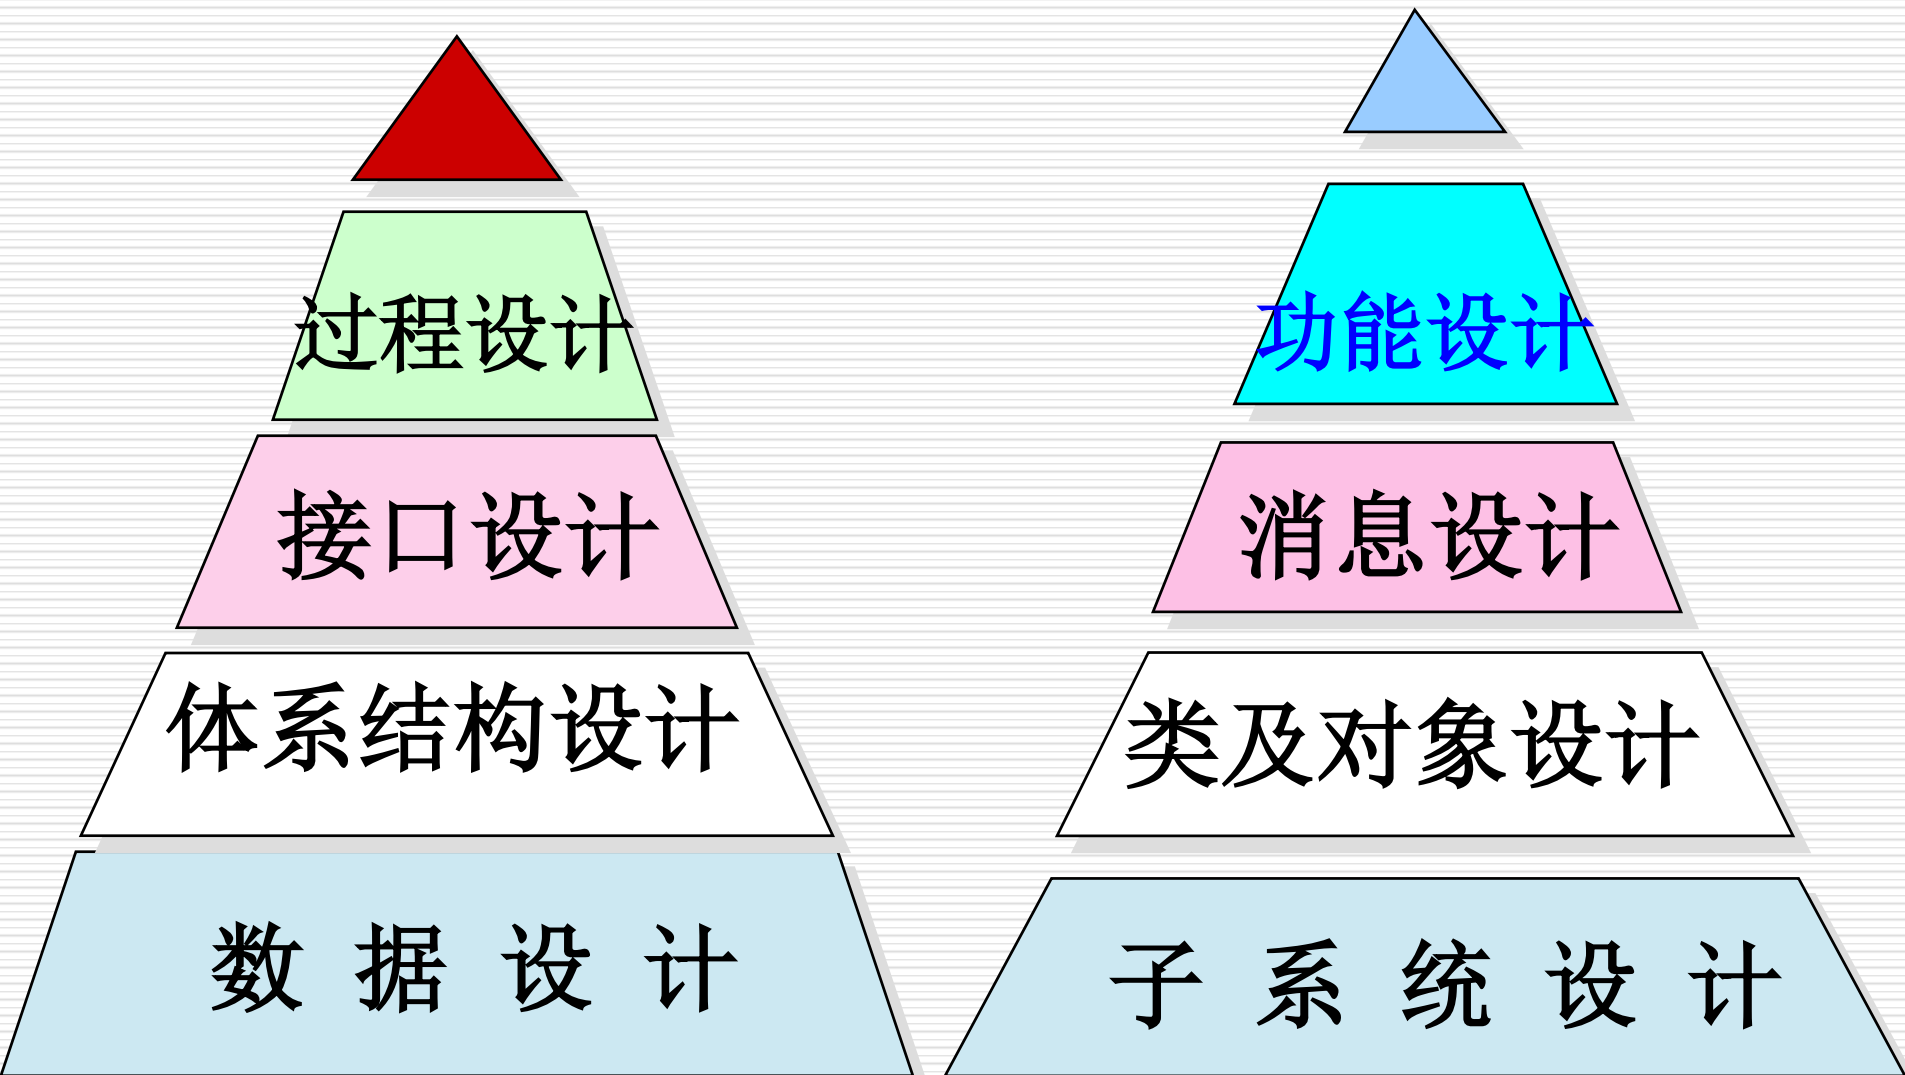 过程设计
接口设计
体系结构设计
数 据 设 计
功能设计
消息设计
类及对象设计
子 系 统 设 计